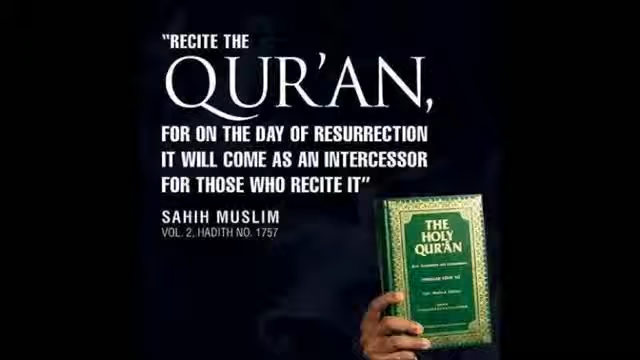 "RECITE THE
QUR'AN,
FOR ON THE DAY OF RESURRECTION
IT WILL COME AS AN INTERCESSOR
FOR THOSE WHO RECITE IT"
SAHIH MUSLIM
VOL. 2, HADITH NO. 1757
THE
HOLY
QUR'AN